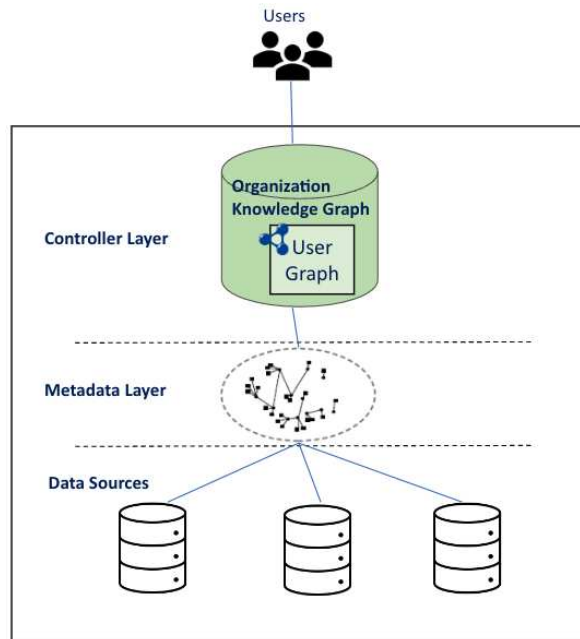 Users
Organization
Knowledge Graph
User
Graph
Controller Layer
Metadata Layer
Data Sources